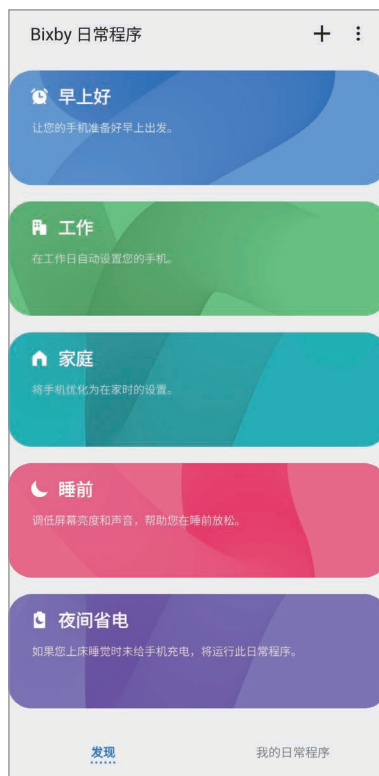 Bixby 日常程序
早上好
让您的手机准备好早上出发。
工作
在工作日自动设置您的手机。
家庭
将手机优化为在家时的设置。
睡前
调低屏幕亮度和声音，帮助您在睡前放松。
夜间省电
如果您上床睡觉时未给手机充电，将运行此日常程序。
发现
我的日常程序